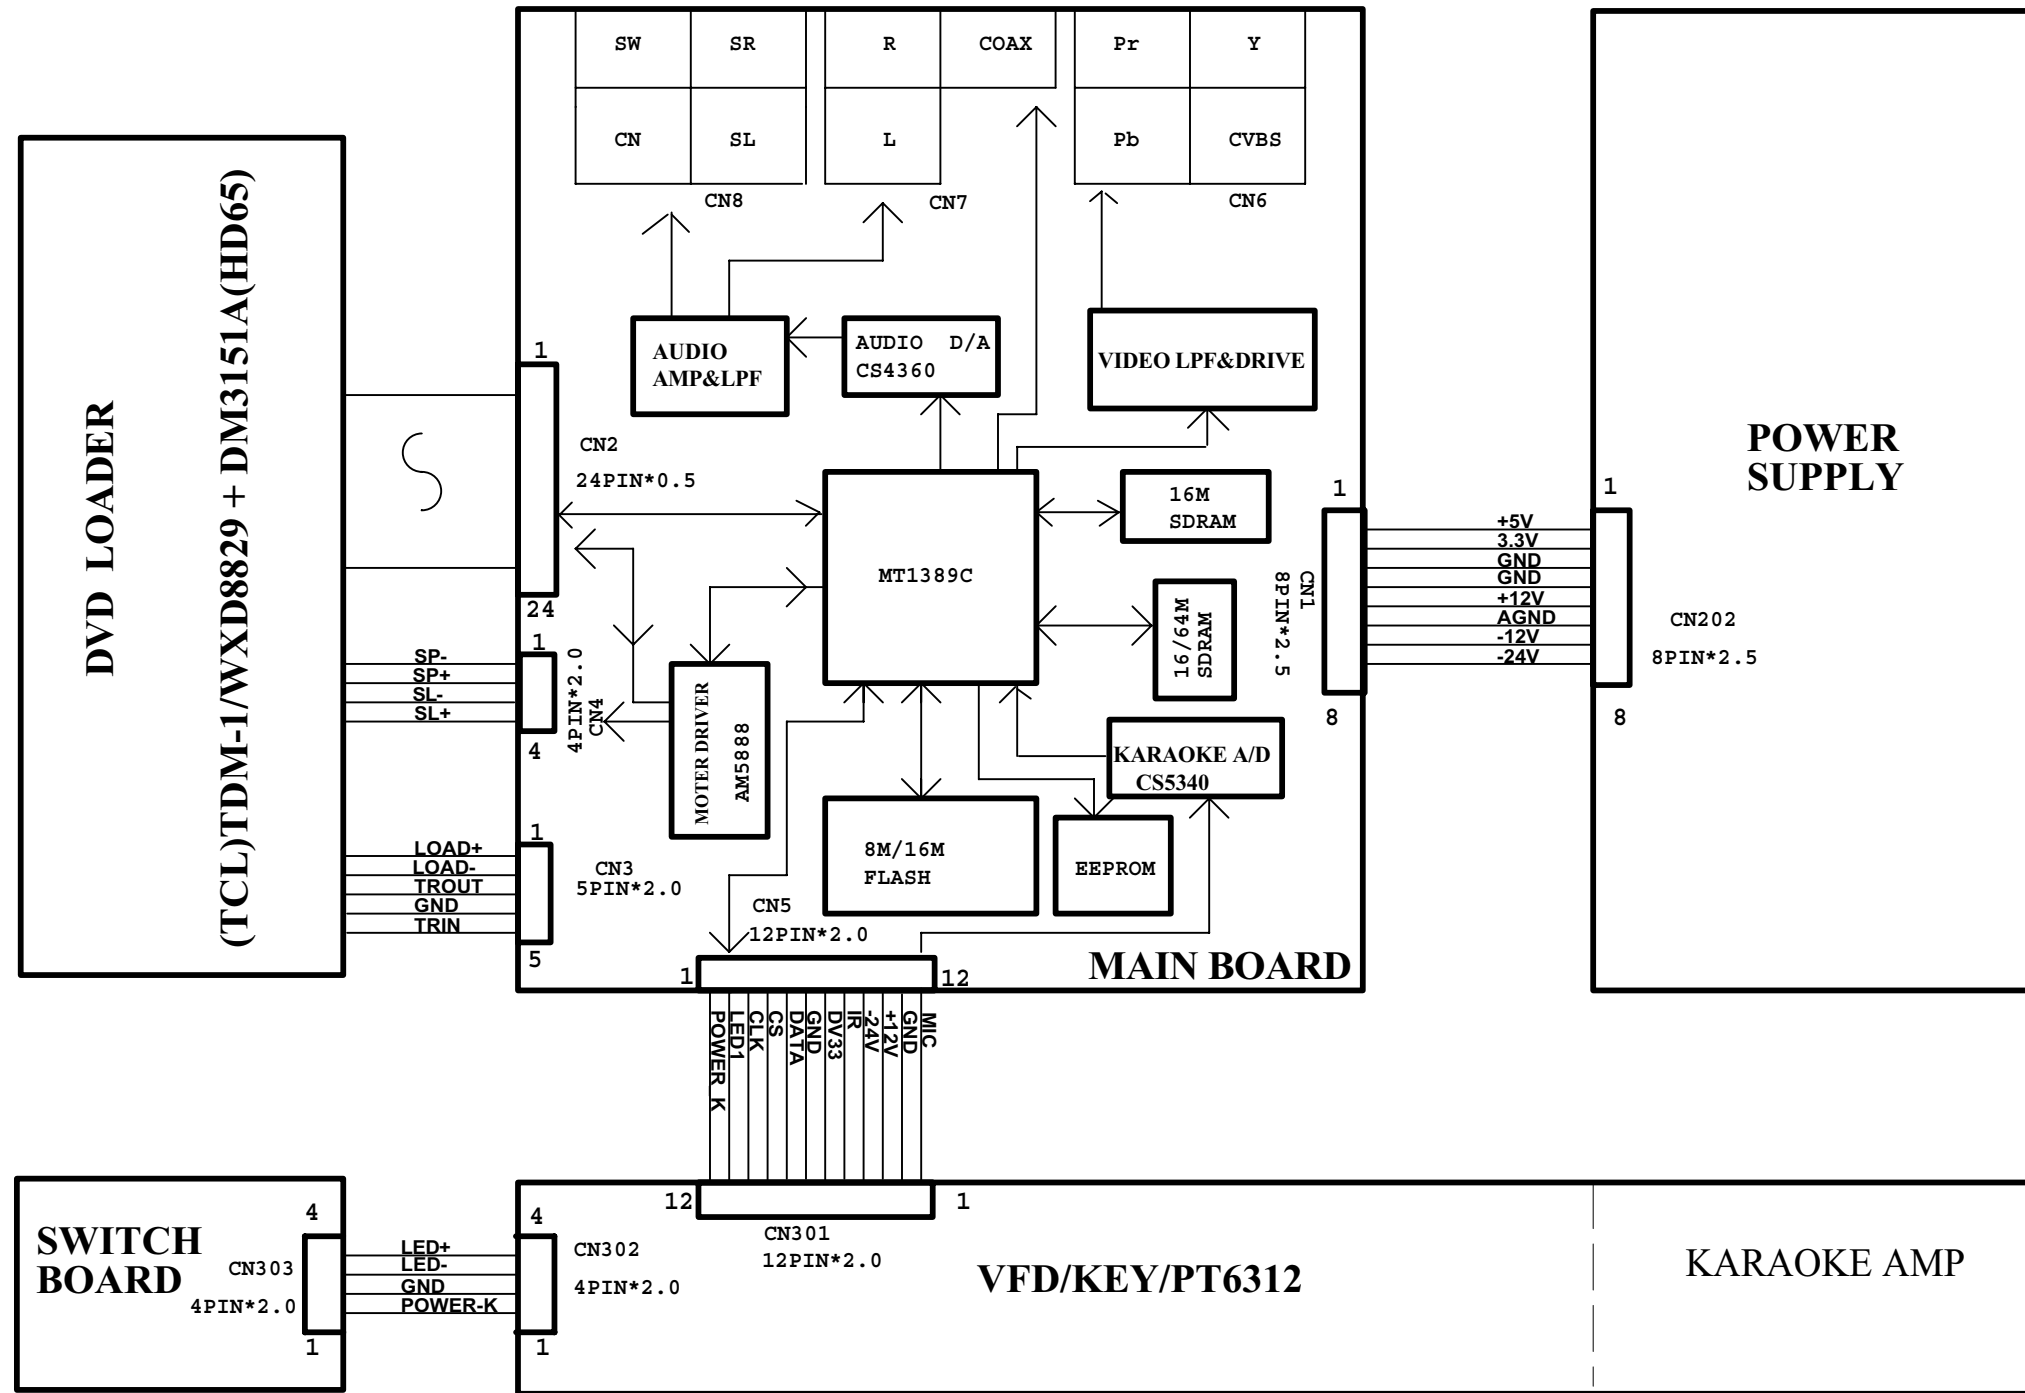 SW SR R COAX Pr Y
CN SL L Pb CVBS
CN8 CN7 CN6
DVD LOADER
(TCL)TDM-1/WXD8829 + DM3151A(HD65)
1
CN2
24PIN*0.5
24
AUDIO
AMP&LPF
AUDIO D/A
CS4360
VIDEO LPF&DRIVE
MT1389C
16M
SDRAM
16/64M
SDRAM
1
CN1
8PIN*2.5
8
+5V
3.3V
GND
GND
+12V
AGND
-12V
-24V
POWER
SUPPLY
1
CN202
8PIN*2.5
8
SP-
SP+
SL-
SL+
1
4PIN*2.0
CN4
4
MOTER DRIVER
AM5888
KARAOKE A/D
CS5340
8M/16M
FLASH
EEPROM
LOAD+
LOAD-
TROUT
GND
TRIN
1
CN3
5PIN*2.0
5
CN5
12PIN*2.0
1 12
MAIN BOARD
POWER K
LED1
CLK
CS
DATA
GND
DV33
IR
-24V
+12V
GND
MIC
12 1
CN301
12PIN*2.0
SWITCH
BOARD
4
CN303
4PIN*2.0
1
LED+
LED-
GND
POWER-K
4
CN302
4PIN*2.0
1
VFD/KEY/PT6312
KARAOKE AMP